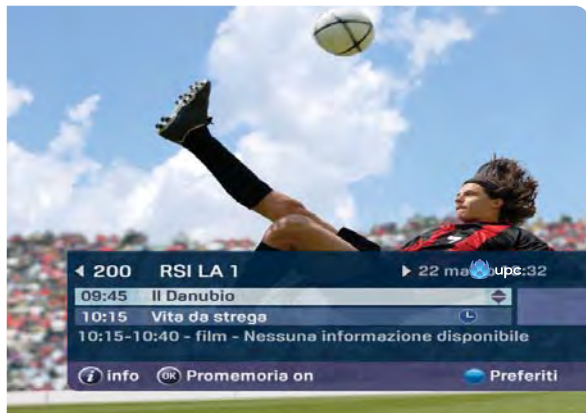 200 RSI LA 1 22 upc :32
09:45 Il Danubio
10:15 Vita da strega
10:15-10:40 - film - Nessuna informazione disponibile
i info OK Promemoria on Preferiti